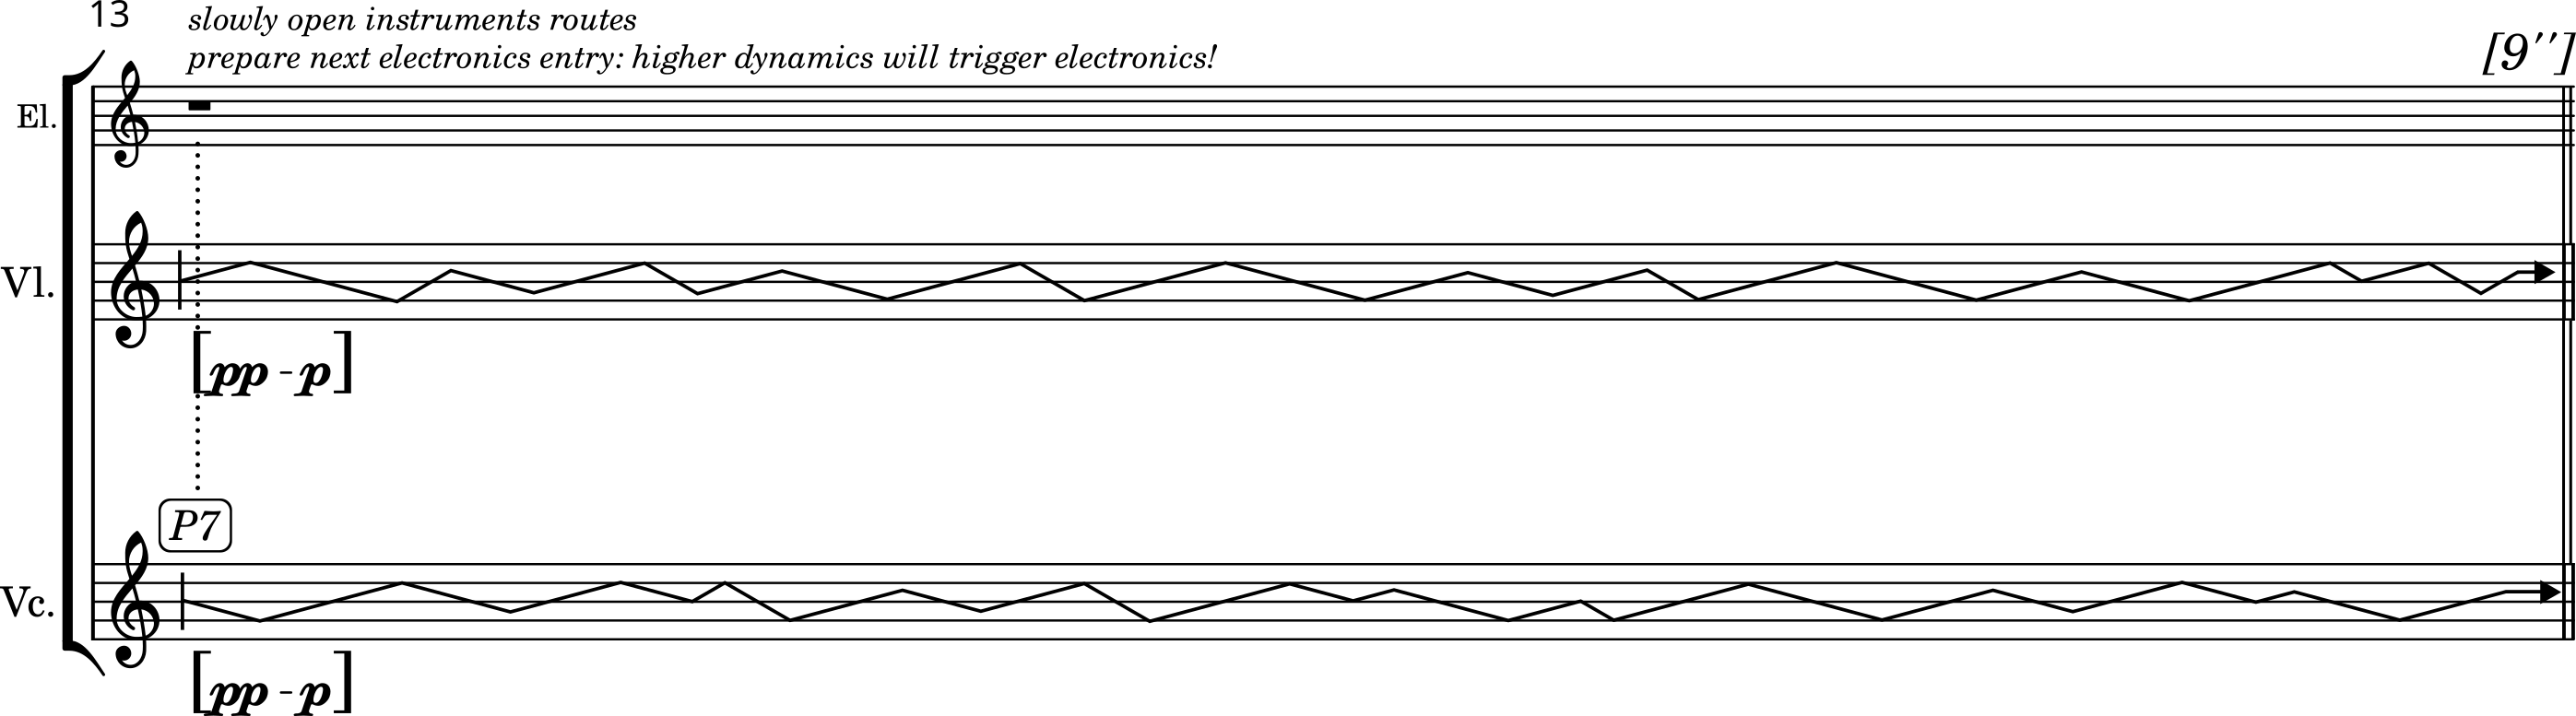 13
slowly open instruments routes
prepare next electronics entry: higher dynamics will trigger electronics!
[9'']
El.
Vl.
[pp - p]
P7
Vc.
[pp - p]